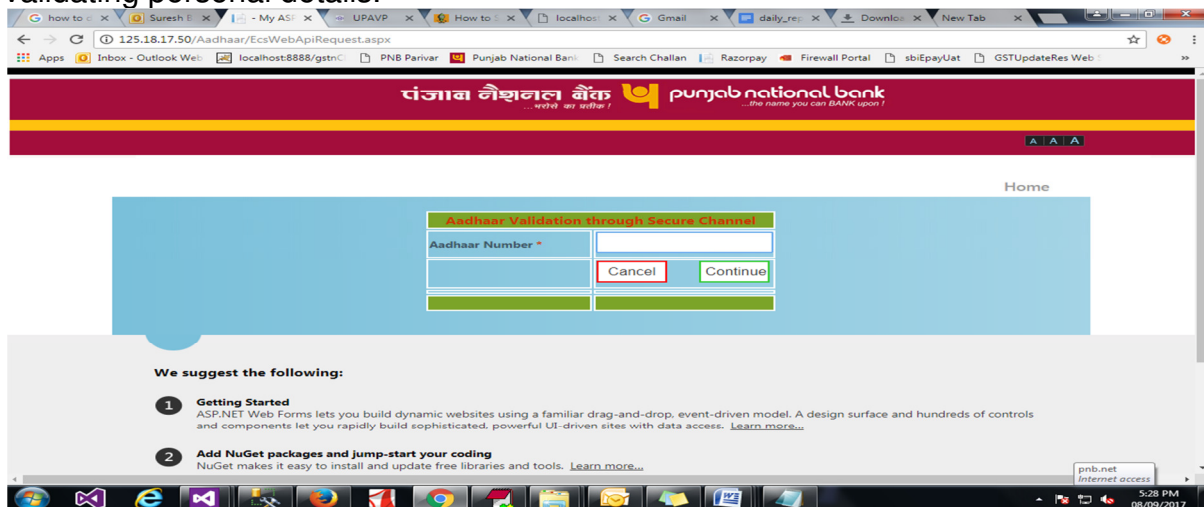 validating personal details.
how to c
Suresh B
- My ASP
UPAVP
How to S
localhos
Gmail
daily_rep
Downloa
New Tab
125.18.17.50/Aadhaar/EcsWebApiRequest.aspx
Apps
Inbox - Outlook Web
localhost:8888/gstnC
PNB Parivar
Punjab National Bank
Search Challan
Razorpay
Firewall Portal
sbiEpayUat
GSTUpdateRes Web S
पंजाब नैशनल बैंक
punjab national bank
...भरोसे का प्रतीक !
...the name you can BANK upon !
A A A
Home
Aadhaar Validation through Secure Channel
Aadhaar Number *
Cancel
Continue
We suggest the following:
1
Getting Started
ASP.NET Web Forms lets you build dynamic websites using a familiar drag-and-drop, event-driven model. A design surface and hundreds of controls
and components let you rapidly build sophisticated, powerful UI-driven sites with data access. Learn more...
2
Add NuGet packages and jump-start your coding
NuGet makes it easy to install and update free libraries and tools. Learn more...
pnb.net
Internet access
5:28 PM
08/09/2017